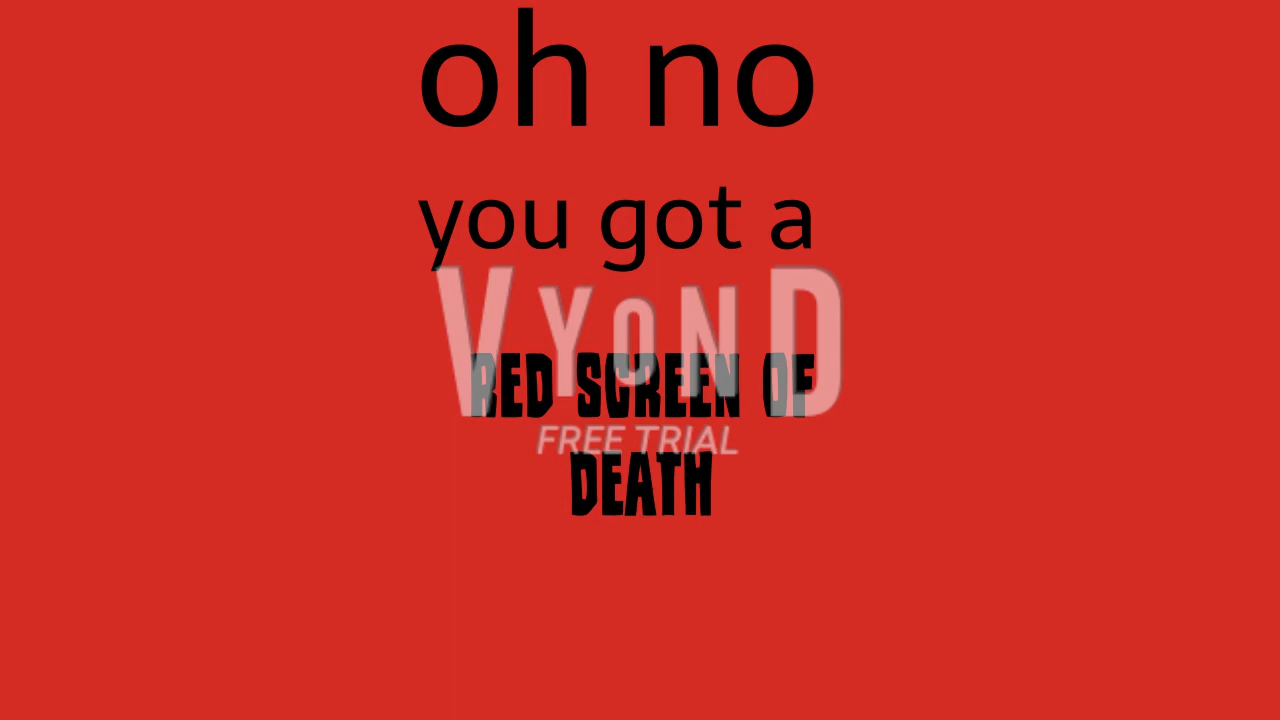 oh no
you got a
VYOND
RED SCREEN OF
FREE TRIAL
DEATH